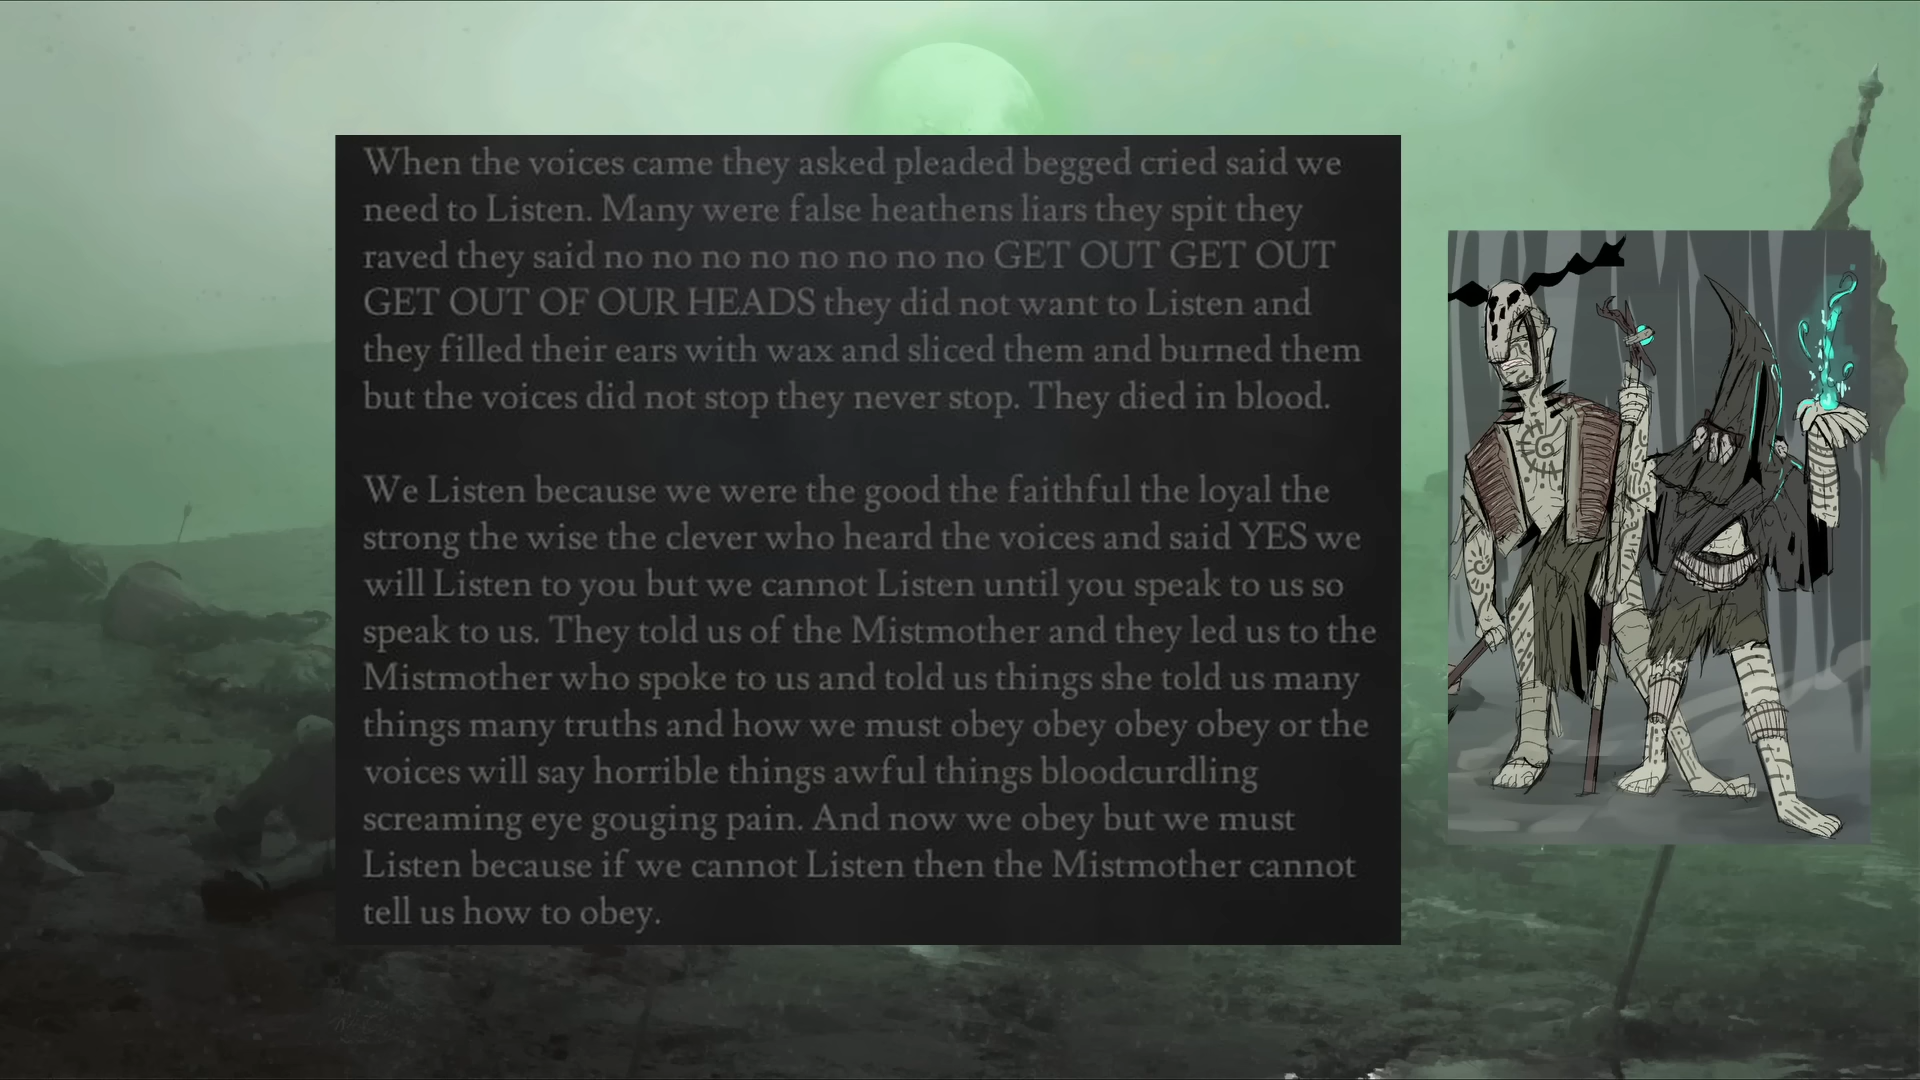 When the voices came they asked pleaded begged cried said we
need to Listen. Many were false heathens liars they spit they
raved they said no no no no no no no no GET OUT GET OUT
GET OUT OF OUR HEADS they did not want to Listen and
they filled their ears with wax and sliced them and burned them
but the voices did not stop they never stop. They died in blood.
We Listen because we were the good the faithful the loyal the
strong the wise the clever who heard the voices and said YES we
will Listen to you but we cannot Listen until you speak to us so
speak to us. They told us of the Mistmother and they led us to the
Mistmother who spoke to us and told us things she told us many
things many truths and how we must obey obey obey obey or the
voices will say horrible things awful things bloodcurdling
screaming eye gouging pain. And now we obey but we must
Listen because if we cannot Listen then the Mistmother cannot
tell us how to obey.